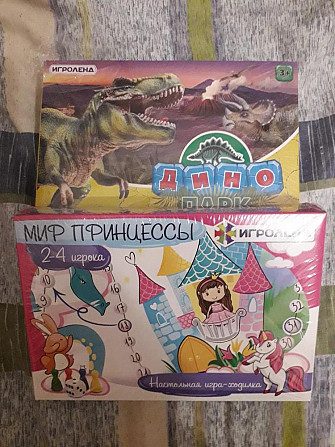 ИГРОЛЕНД
3+
ДИНО
ПАРК
МИР ПРИНЦЕССЫ
ИГРОЛЕНД
2-4 игрока
Настольная игра-ходилка